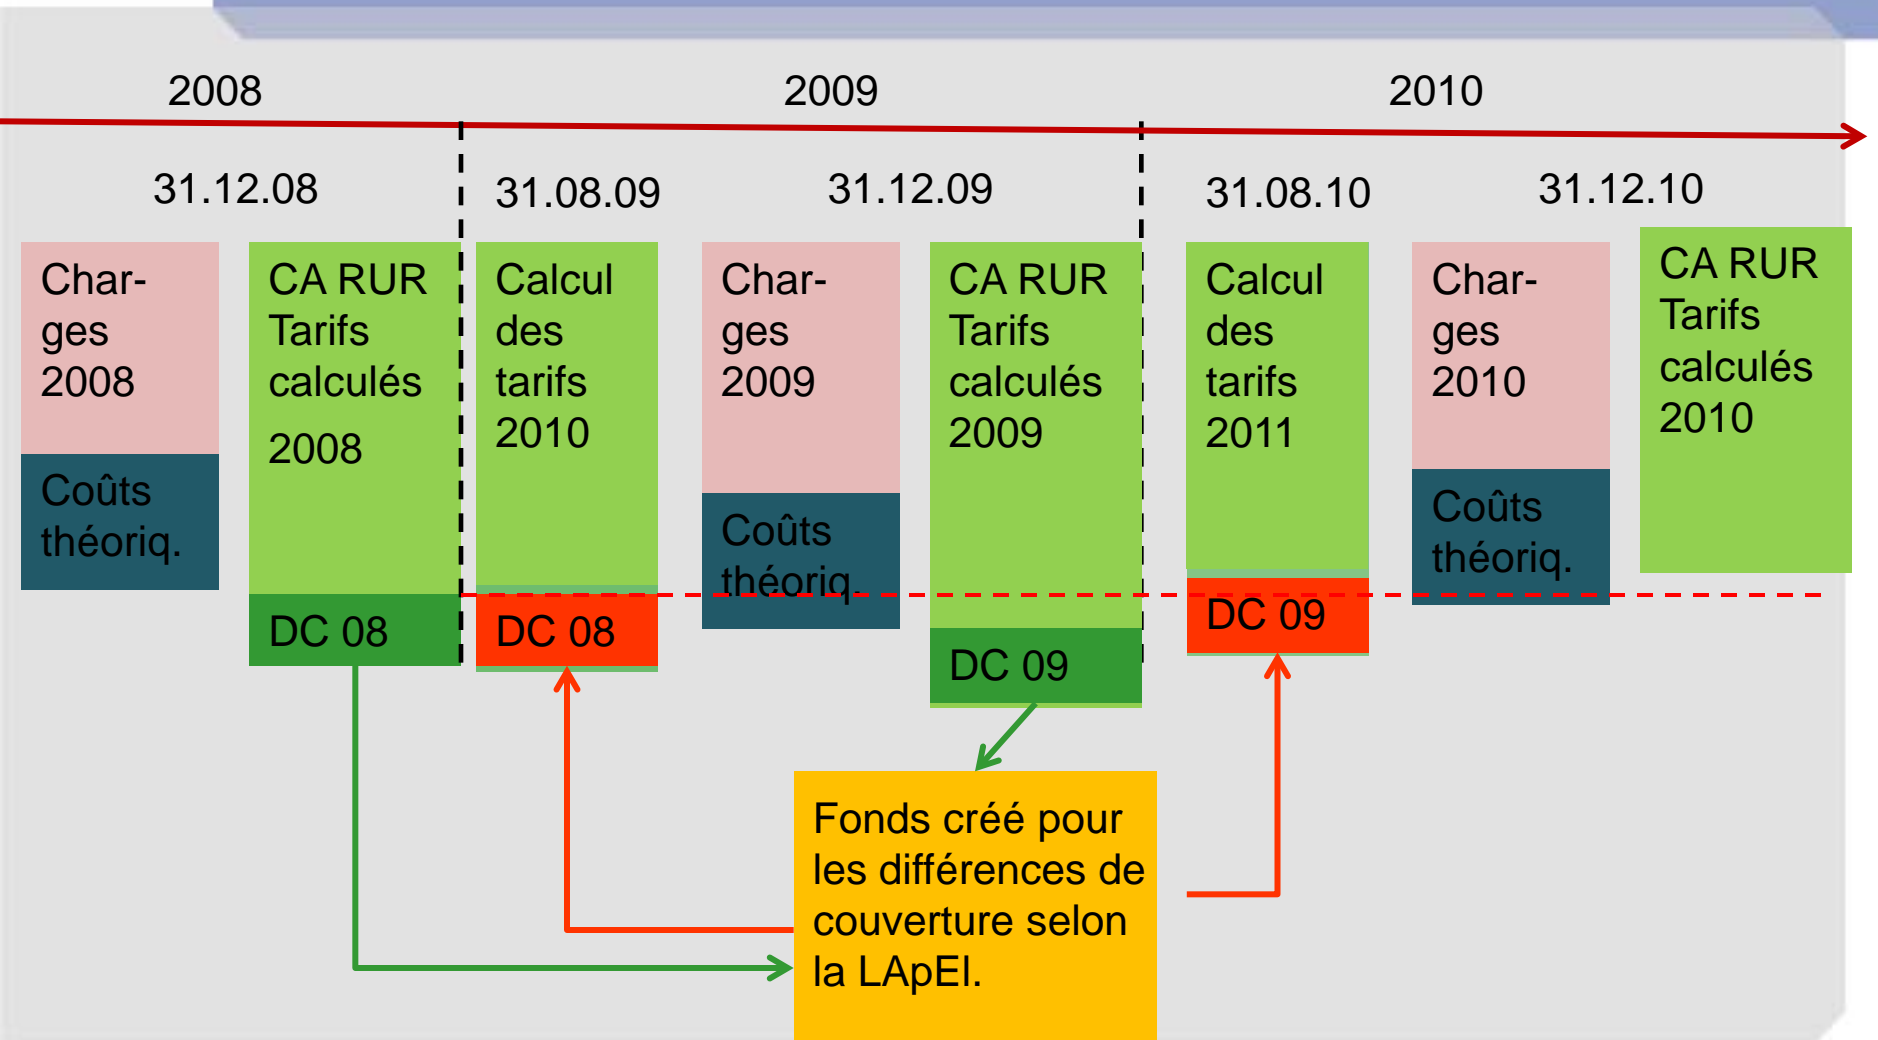 2008
2009
2010
31.12.08
31.08.09
31.12.09
31.08.10
31.12.10
Char-
ges
2008
Coûts
théoriq.
CA RUR
Tarifs
calculés
2008
DC 08
Calcul
des
tarifs
2010
DC 08
Char-
ges
2009
Coûts
théoriq.
CA RUR
Tarifs
calculés
2009
DC 09
Calcul
des
tarifs
2011
DC 09
Char-
ges
2010
Coûts
théoriq.
CA RUR
Tarifs
calculés
2010
Fonds créé pour
les différences de
couverture selon
la LApEl.